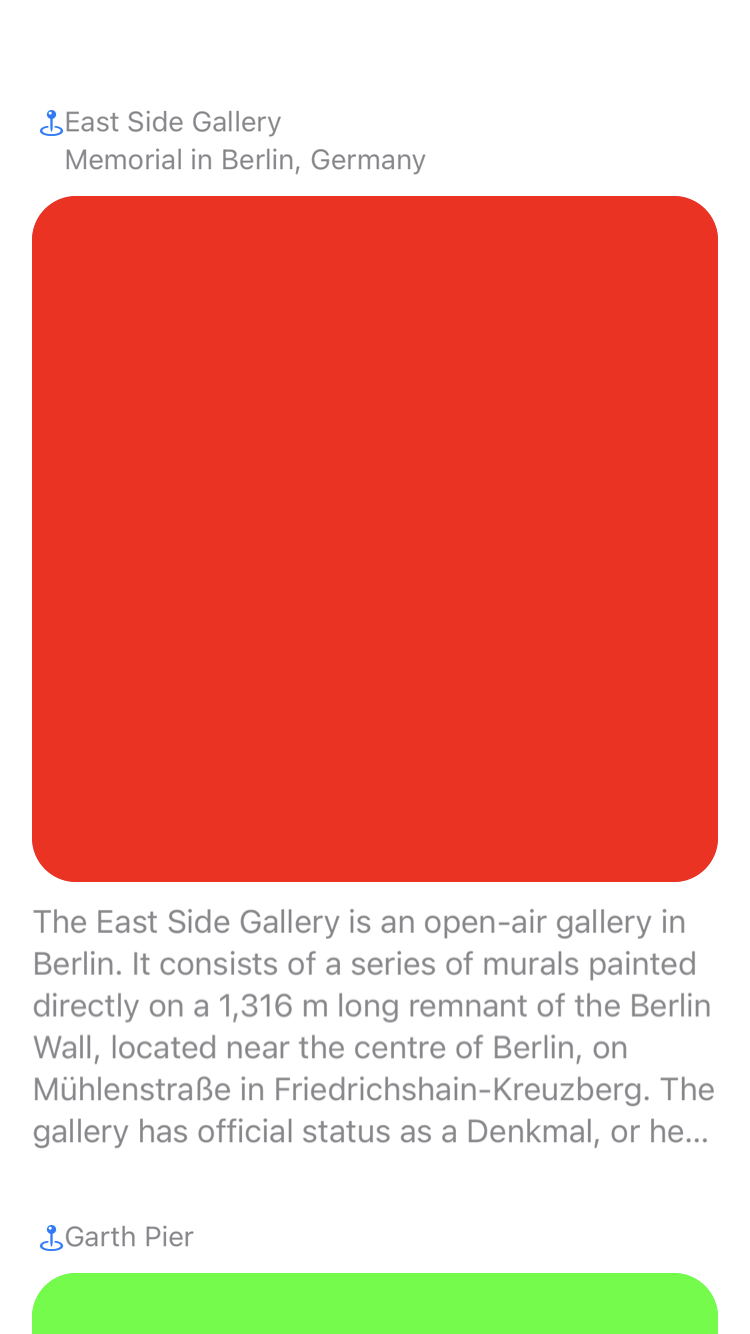 East Side Gallery
Memorial in Berlin, Germany
The East Side Gallery is an open-air gallery in
Berlin. It consists of a series of murals painted
directly on a 1,316 m long remnant of the Berlin
Wall, located near the centre of Berlin, on
Mühlenstraße in Friedrichshain-Kreuzberg. The
gallery has official status as a Denkmal, or he...
Garth Pier